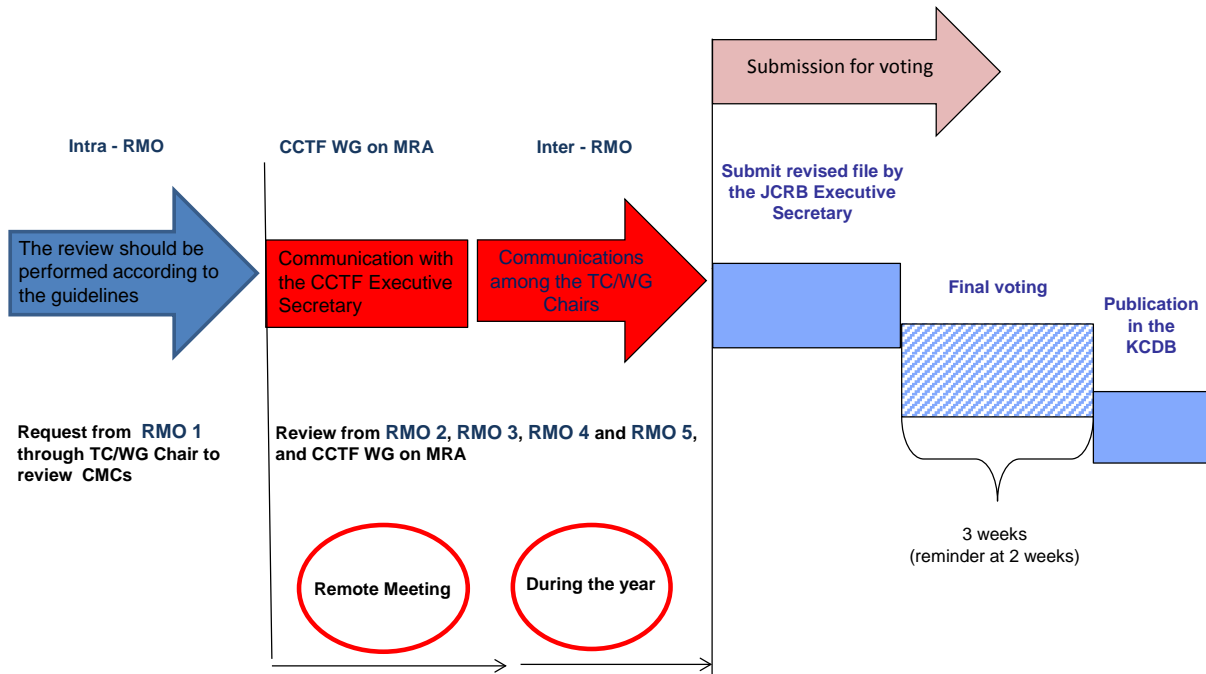 Submission for voting
Intra - RMO
CCTF WG on MRA
Inter - RMO
The review should be
performed according to
the guidelines
Communication with
the CCTF Executive
Secretary
Communications
among the TC/WG
Chairs
Submit revised file by
the JCRB Executive
Secretary
Final voting
Publication
in the
KCDB
Request from RMO 1
through TC/WG Chair to
review CMCs
Review from RMO 2, RMO 3, RMO 4 and RMO 5,
and CCTF WG on MRA
3 weeks
(reminder at 2 weeks)
Remote Meeting
During the year